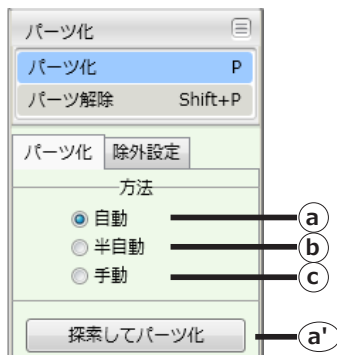 パーツ化
パーツ化 P
パーツ解除 Shift+P
パーツ化 除外設定
方法
自動 a
半自動 b
手動 c
探索してパーツ化 a'